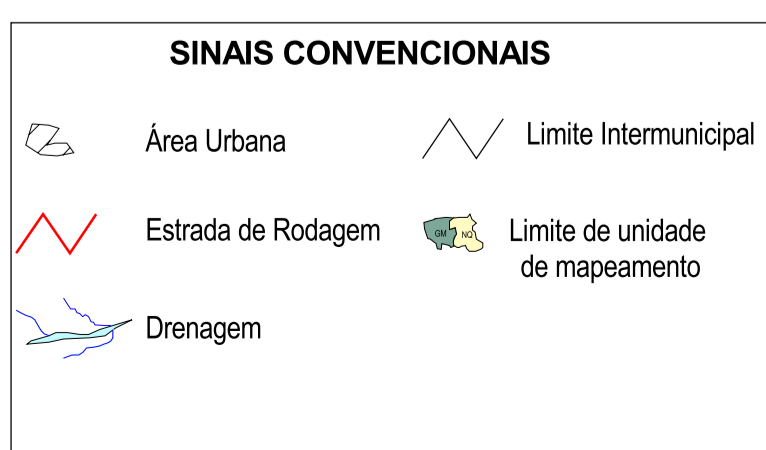 SINAIS CONVENCIONAIS
Área Urbana
Limite Intermunicipal
Estrada de Rodagem
GM NQ
Limite de unidade
de mapeamento
Drenagem